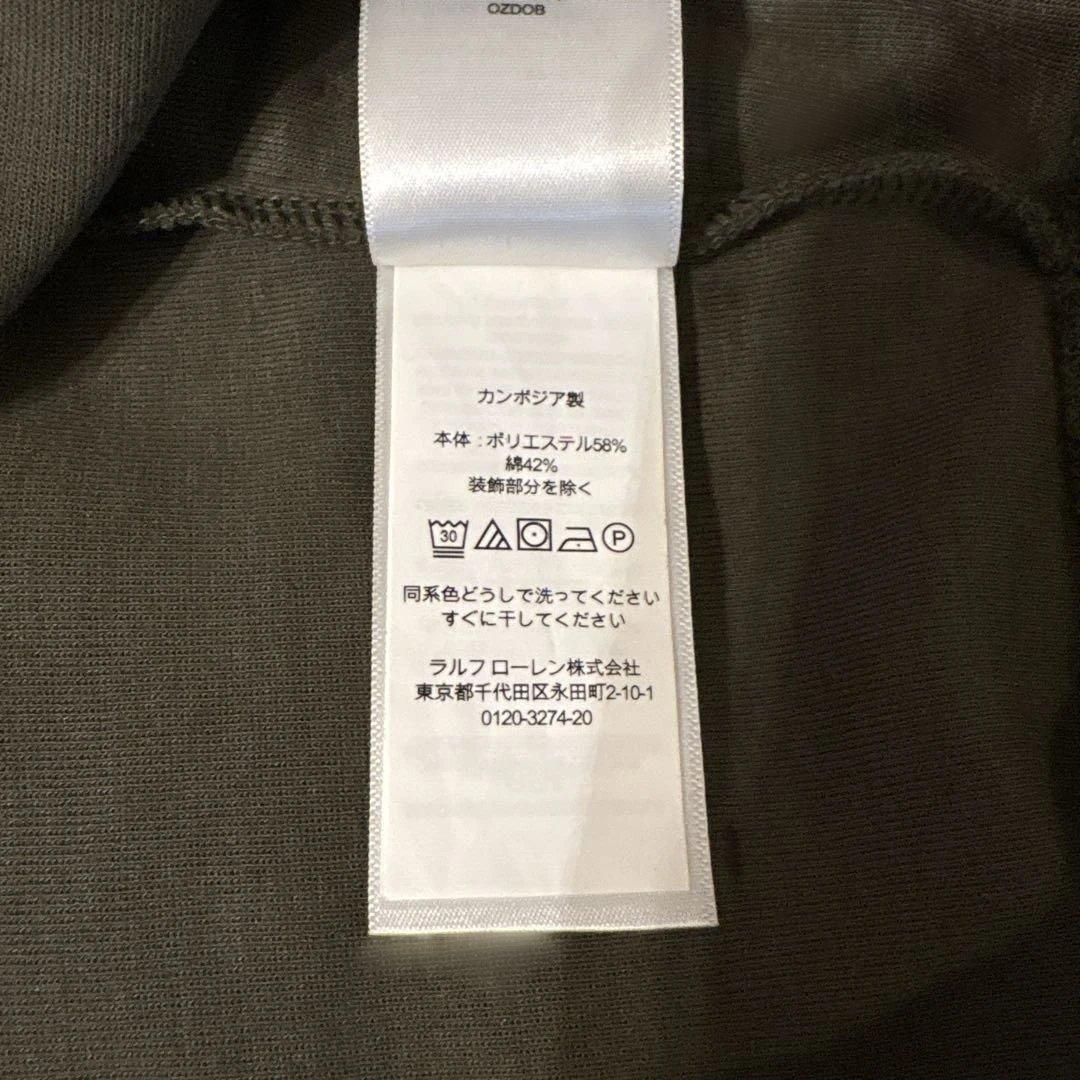 OZDOB
カンボジア製
本体 : ポリエステル58%
綿42%
装飾部分を除く
30 P
同系色どうしで洗ってください
すぐに干してください
ラルフ ローレン株式会社
東京都千代田区永田町2-10-1
0120-3274-20